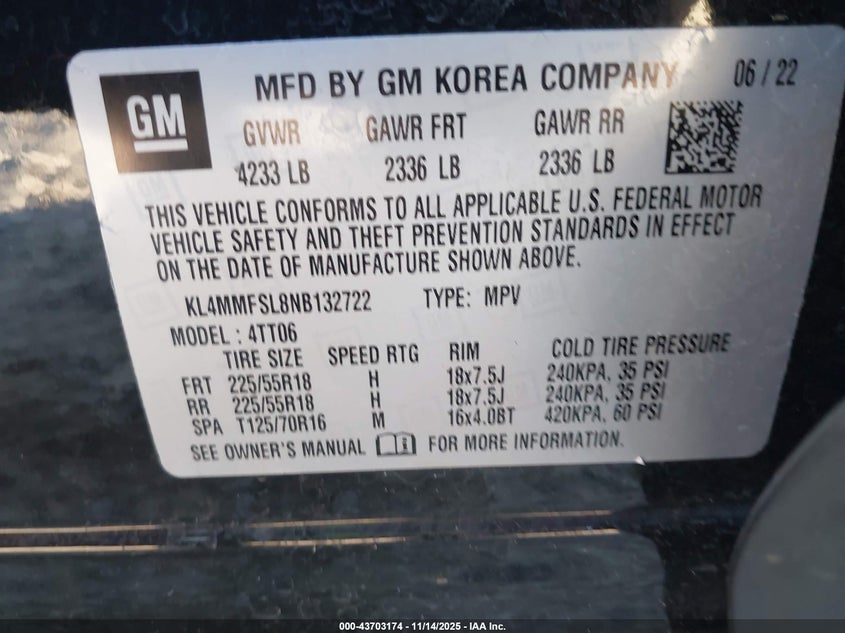 GM
MFD BY GM KOREA COMPANY 06 / 22
GVWR GAWR FRT GAWR RR
4233 LB 2336 LB 2336 LB
THIS VEHICLE CONFORMS TO ALL APPLICABLE U.S. FEDERAL MOTOR
VEHICLE SAFETY AND THEFT PREVENTION STANDARDS IN EFFECT
ON THE DATE OF MANUFACTURE SHOWN ABOVE.
KL4MMFSL8NB132722 TYPE: MPV
MODEL : 4TT06
TIRE SIZE SPEED RTG RIM COLD TIRE PRESSURE
FRT 225/55R18 H 18x7.5J 240KPA, 35 PSI
RR 225/55R18 H 18x7.5J 240KPA, 35 PSI
SPA T125/70R16 M 16x4.0BT 420KPA, 60 PSI
SEE OWNER'S MANUAL FOR MORE INFORMATION.
000-43703174 | 11/14/2025 - IAA Inc.